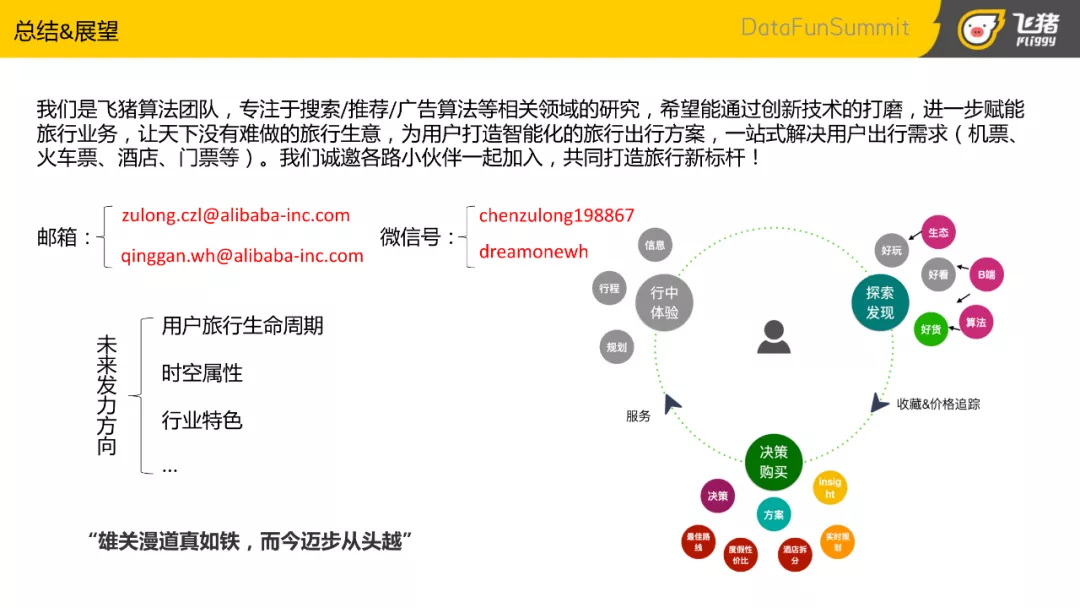 总结&展望
DataFunSummit
飞猪
Fliggy
我们是飞猪算法团队，专注于搜索/推荐/广告算法等相关领域的研究，希望能通过创新技术的打磨，进一步赋能
旅行业务，让天下没有难做的旅行生意，为用户打造智能化的旅行出行方案，一站式解决用户出行需求（机票、
火车票、酒店、门票等）。我们诚邀各路小伙伴一起加入，共同打造旅行新标杆！
邮箱：
zulong.czl@alibaba-inc.com
qinggan.wh@alibaba-inc.com
微信号：
chenzulong198867
dreamonewh
未来发力方向
用户旅行生命周期
时空属性
行业特色
...
“雄关漫道真如铁，而今迈步从头越”
信息
行程
规划
行中
体验
探索
发现
好玩
好看
好货
生态
B端
算法
收藏&价格追踪
服务
决策
购买
决策
方案
insig
ht
最佳路
线
度假性
价比
酒店拆
分
实时规
划